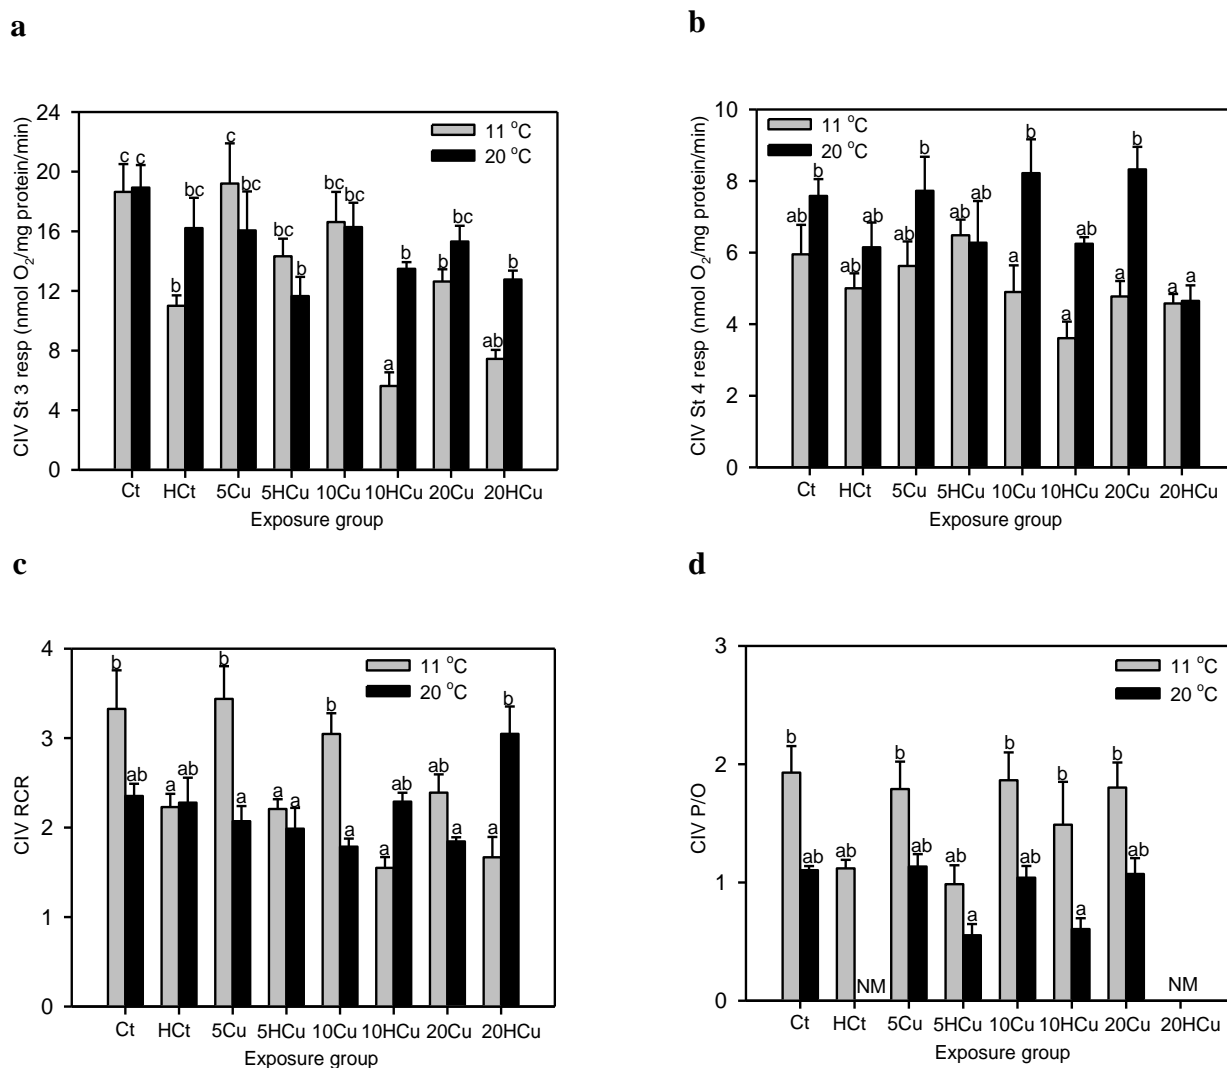 a
CIV St 3 resp (nmol O2/mg protein/min)
24
20
16
12
8
4
0
11 °C
20 °C
c c b bc c bc bc b bc bc a b bc bc ab b
Ct HCt 5Cu 5HCu 10Cu 10HCu 20Cu 20HCu
Exposure group
b
CIV St 4 resp (nmol O2/mg protein/min)
10
8
6
4
2
0
11 °C
20 °C
ab b ab ab ab b ab ab a b a ab a b a a
Ct HCt 5Cu 5HCu 10Cu 10HCu 20Cu 20HCu
Exposure group
c
CIV RCR
4
3
2
1
0
11 °C
20 °C
b ab a ab b a a a b a a ab ab a a b
Ct HCt 5Cu 5HCu 10Cu 10HCu 20Cu 20HCu
Exposure group
d
CIV P/O
3
2
1
0
11 °C
20 °C
b ab ab NM b ab ab a b ab b a b ab NM
Ct HCt 5Cu 5HCu 10Cu 10HCu 20Cu 20HCu
Exposure group